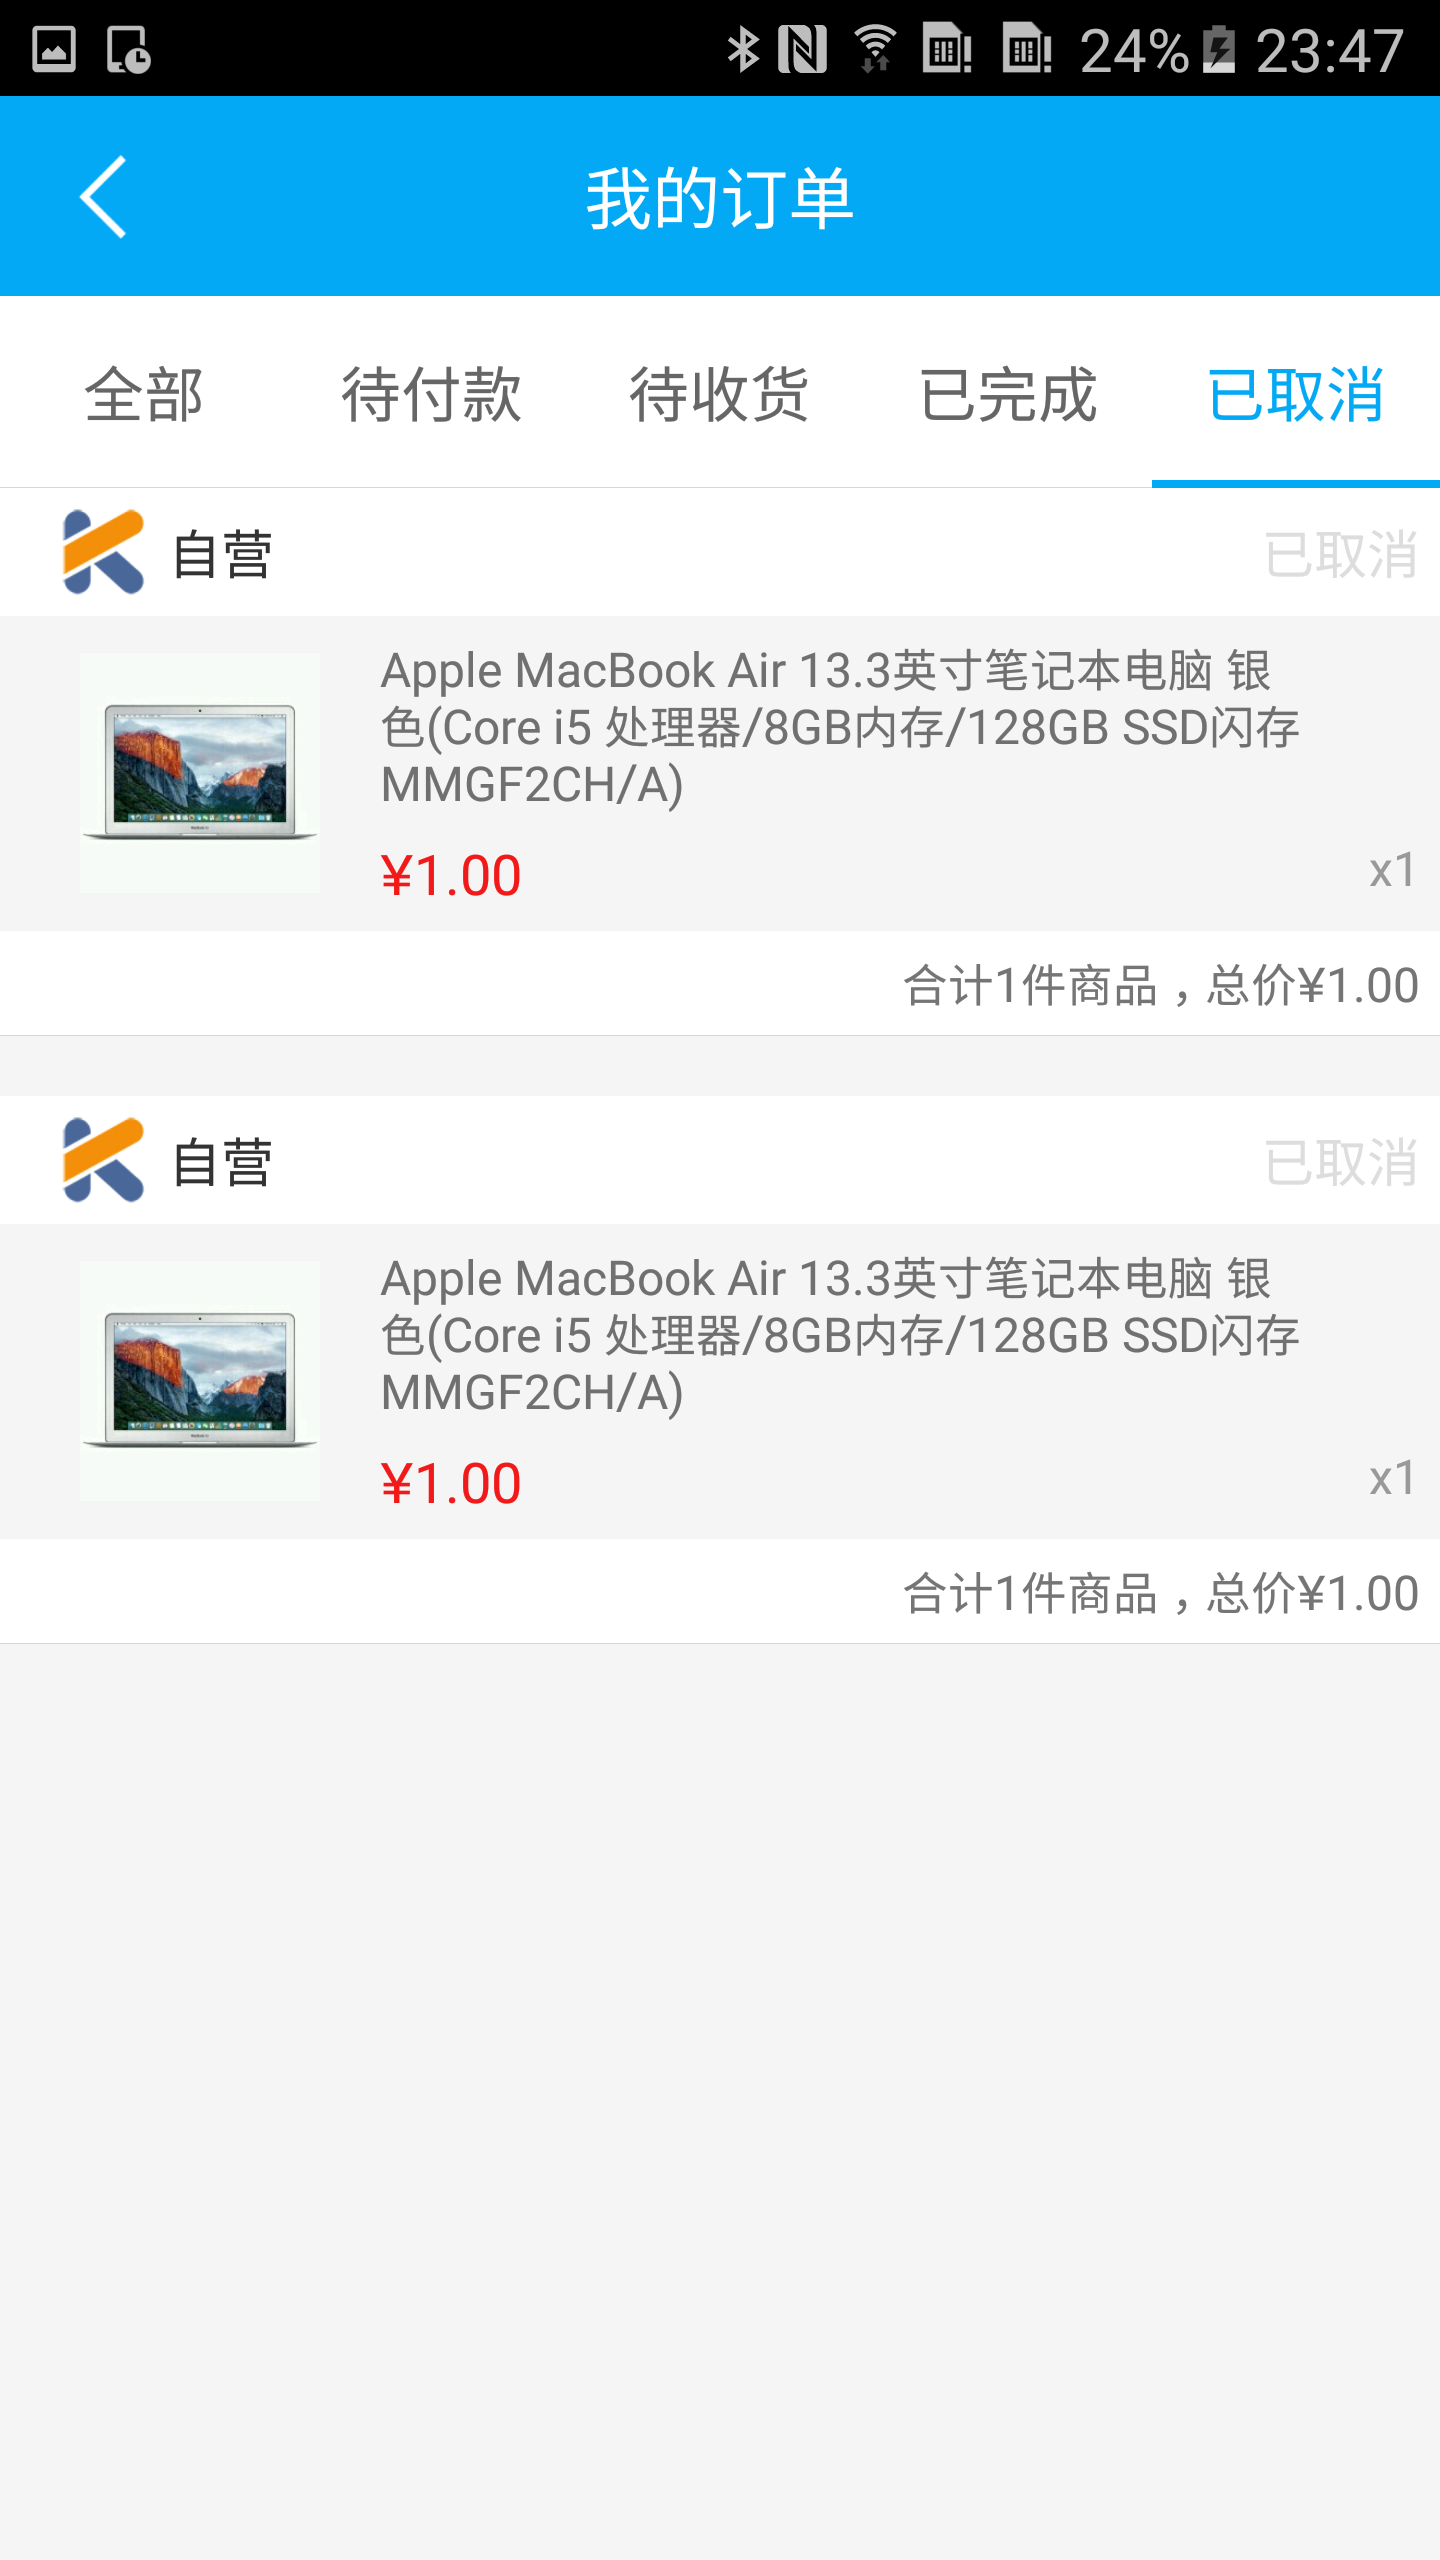 24% 23:47
我的订单
全部 待付款 待收货 已完成 已取消
自营 已取消
Apple MacBook Air 13.3英寸笔记本电脑 银
色(Core i5 处理器/8GB内存/128GB SSD闪存
MMGF2CH/A)
¥1.00 x1
合计1件商品，总价¥1.00
自营 已取消
Apple MacBook Air 13.3英寸笔记本电脑 银
色(Core i5 处理器/8GB内存/128GB SSD闪存
MMGF2CH/A)
¥1.00 x1
合计1件商品，总价¥1.00